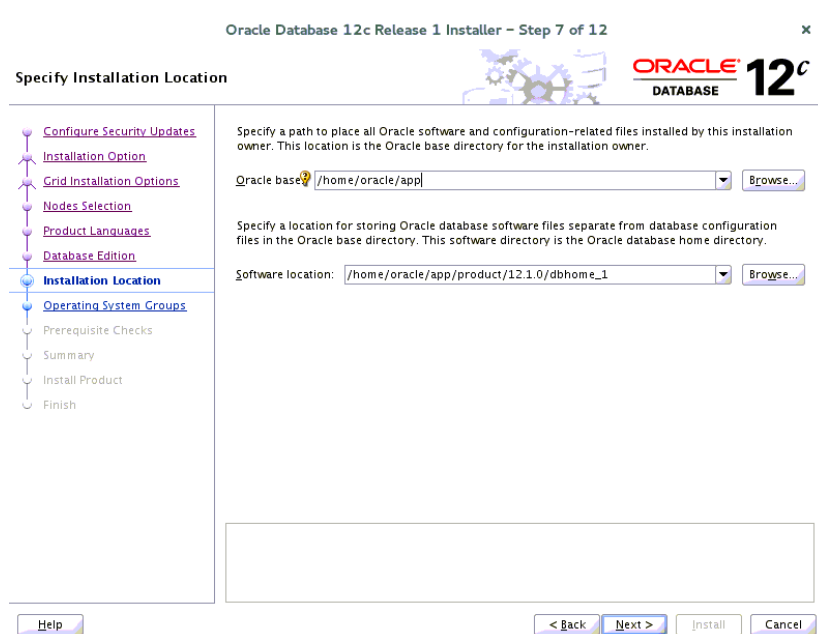 Oracle Database 12c Release 1 Installer – Step 7 of 12
Specify Installation Location
ORACLE
DATABASE
12c
Configure Security Updates
Installation Option
Grid Installation Options
Nodes Selection
Product Languages
Database Edition
Installation Location
Operating System Groups
Prerequisite Checks
Summary
Install Product
Finish
Specify a path to place all Oracle software and configuration-related files installed by this installation
owner. This location is the Oracle base directory for the installation owner.
Oracle base: /home/oracle/app Browse...
Specify a location for storing Oracle database software files separate from database configuration
files in the Oracle base directory. This software directory is the Oracle database home directory.
Software location: /home/oracle/app/product/12.1.0/dbhome_1 Browse...
Help < Back Next > Install Cancel